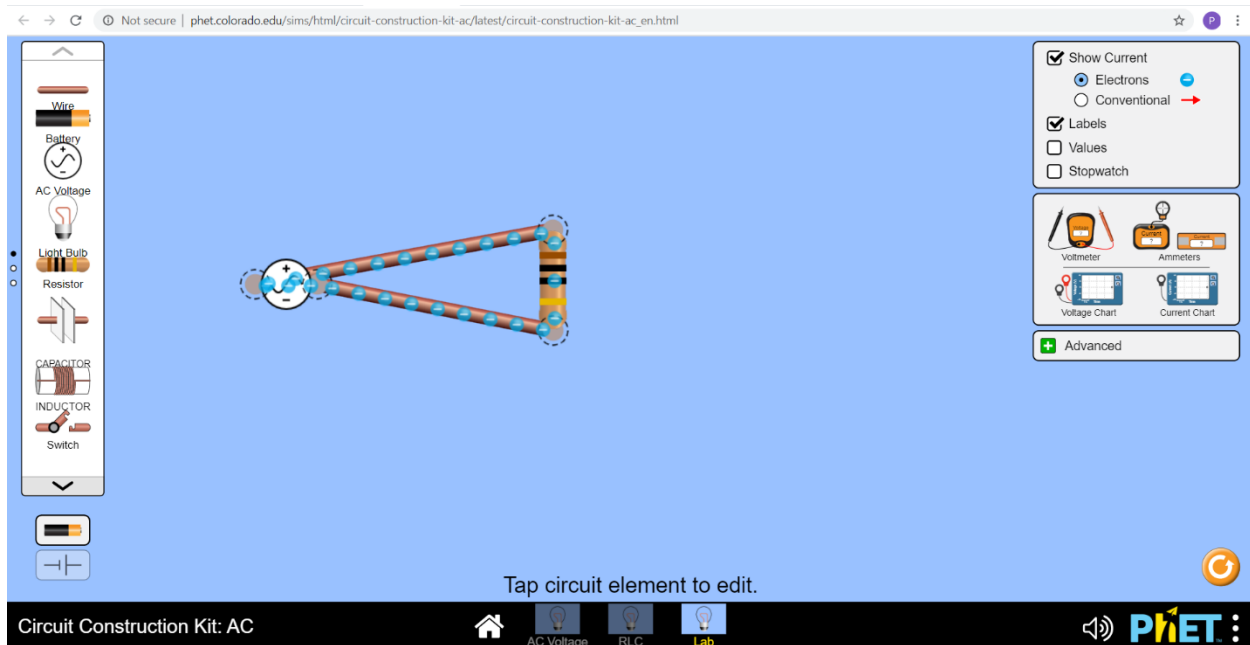 Not secure | phet.colorado.edu/sims/html/circuit-construction-kit-ac/latest/circuit-construction-kit-ac_en.html
P
Wire
Battery
AC Voltage
Light Bulb
Resistor
CAPACITOR
INDUCTOR
Switch
Show Current
Electrons
Conventional
Labels
Values
Stopwatch
Voltmeter
Ammeters
Voltage Chart
Current Chart
Advanced
Tap circuit element to edit.
Circuit Construction Kit: AC
AC Voltage
RLC
Lab
PhET